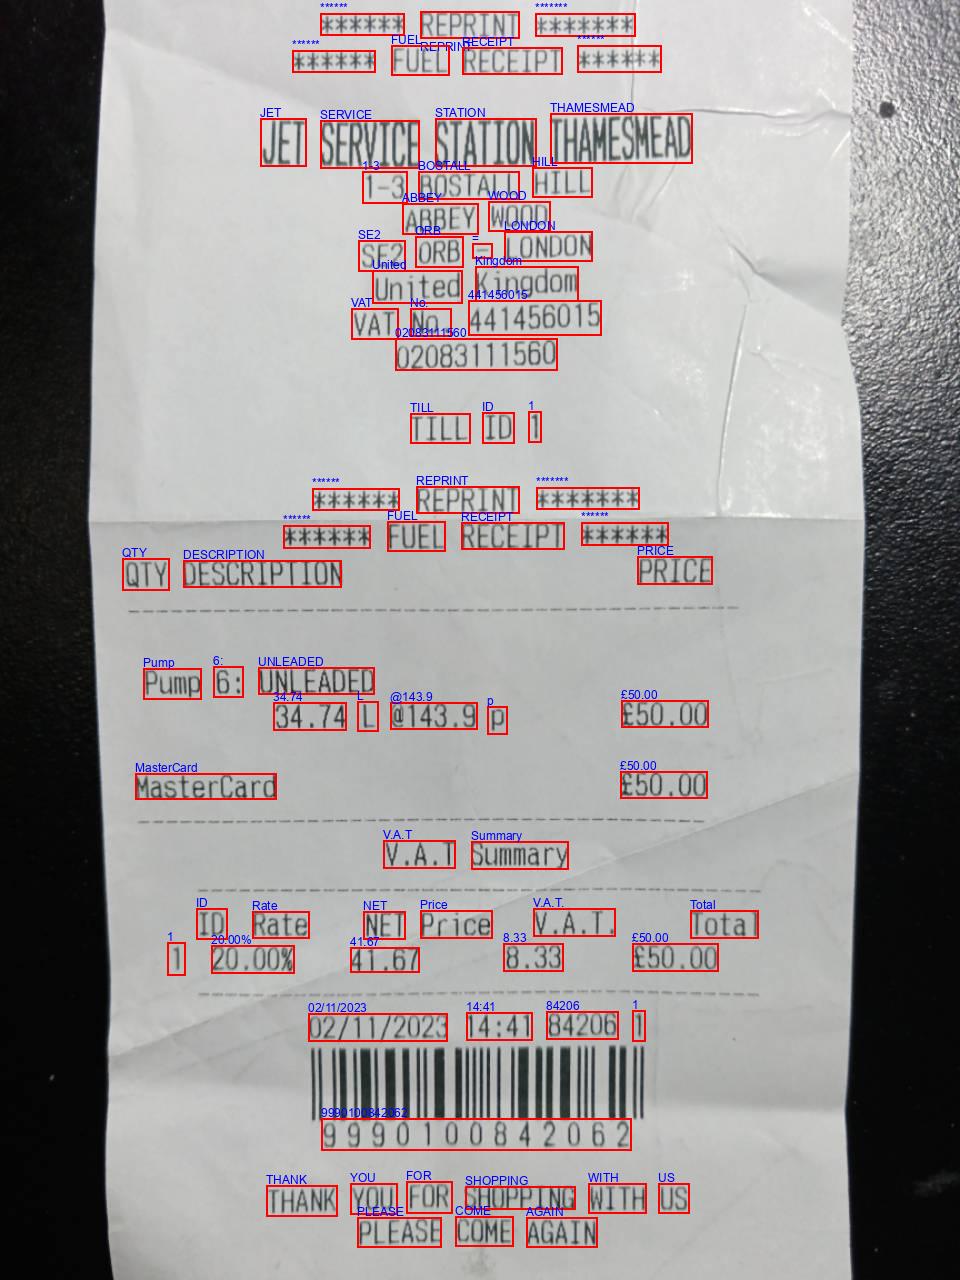 ****** REPRINT *******
****** FUEL RECEIPT ******
JET SERVICE STATION THAMESMEAD
1-3 BOSTALL HILL
ABBEY WOOD
SE2 ORB - LONDON
United Kingdom
VAT No. 441456015
02083111560
TILL ID 1
****** REPRINT *******
****** FUEL RECEIPT ******
QTY DESCRIPTION PRICE
Pump 6: UNLEADED
34.74 L @143.9 p £50.00
MasterCard £50.00
V.A.T Summary
ID Rate NET Price V.A.T. Total
1 20.00% 41.67 8.33 £50.00
02/11/2023 14:41 84206 1
9990100842062
THANK YOU FOR SHOPPING WITH US
PLEASE COME AGAIN